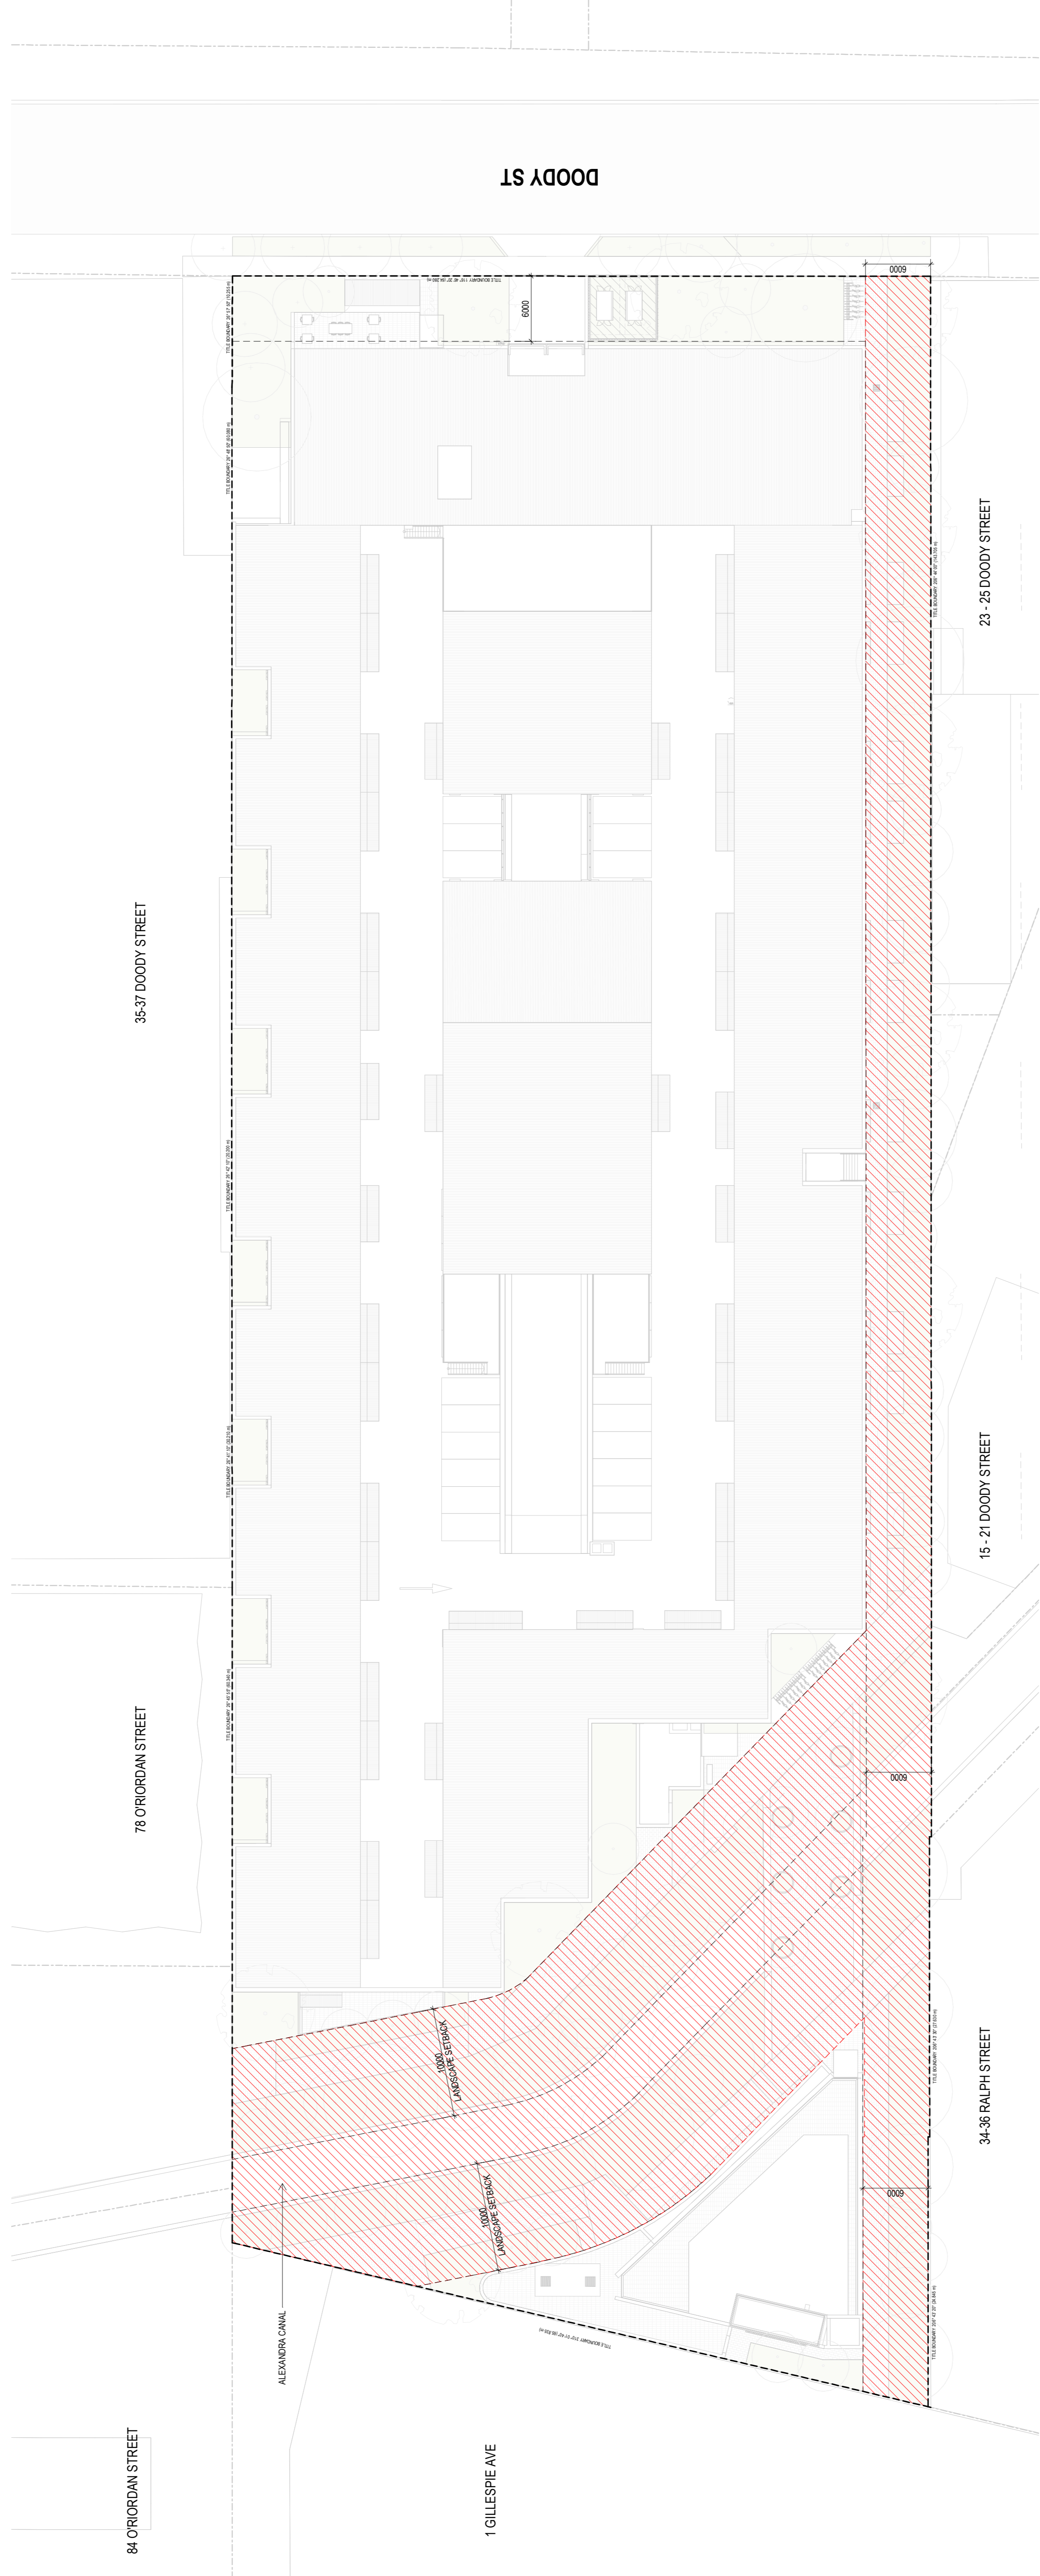 DOODY ST
6000
6000
23 - 25 DOODY STREET
35-37 DOODY STREET
15 - 21 DOODY STREET
78 O'RIORDAN STREET
6000
10000
LANDSCAPE SETBACK
34-36 RALPH STREET
10000
LANDSCAPE SETBACK
6000
ALEXANDRA CANAL
84 O'RIORDAN STREET
1 GILLESPIE AVE